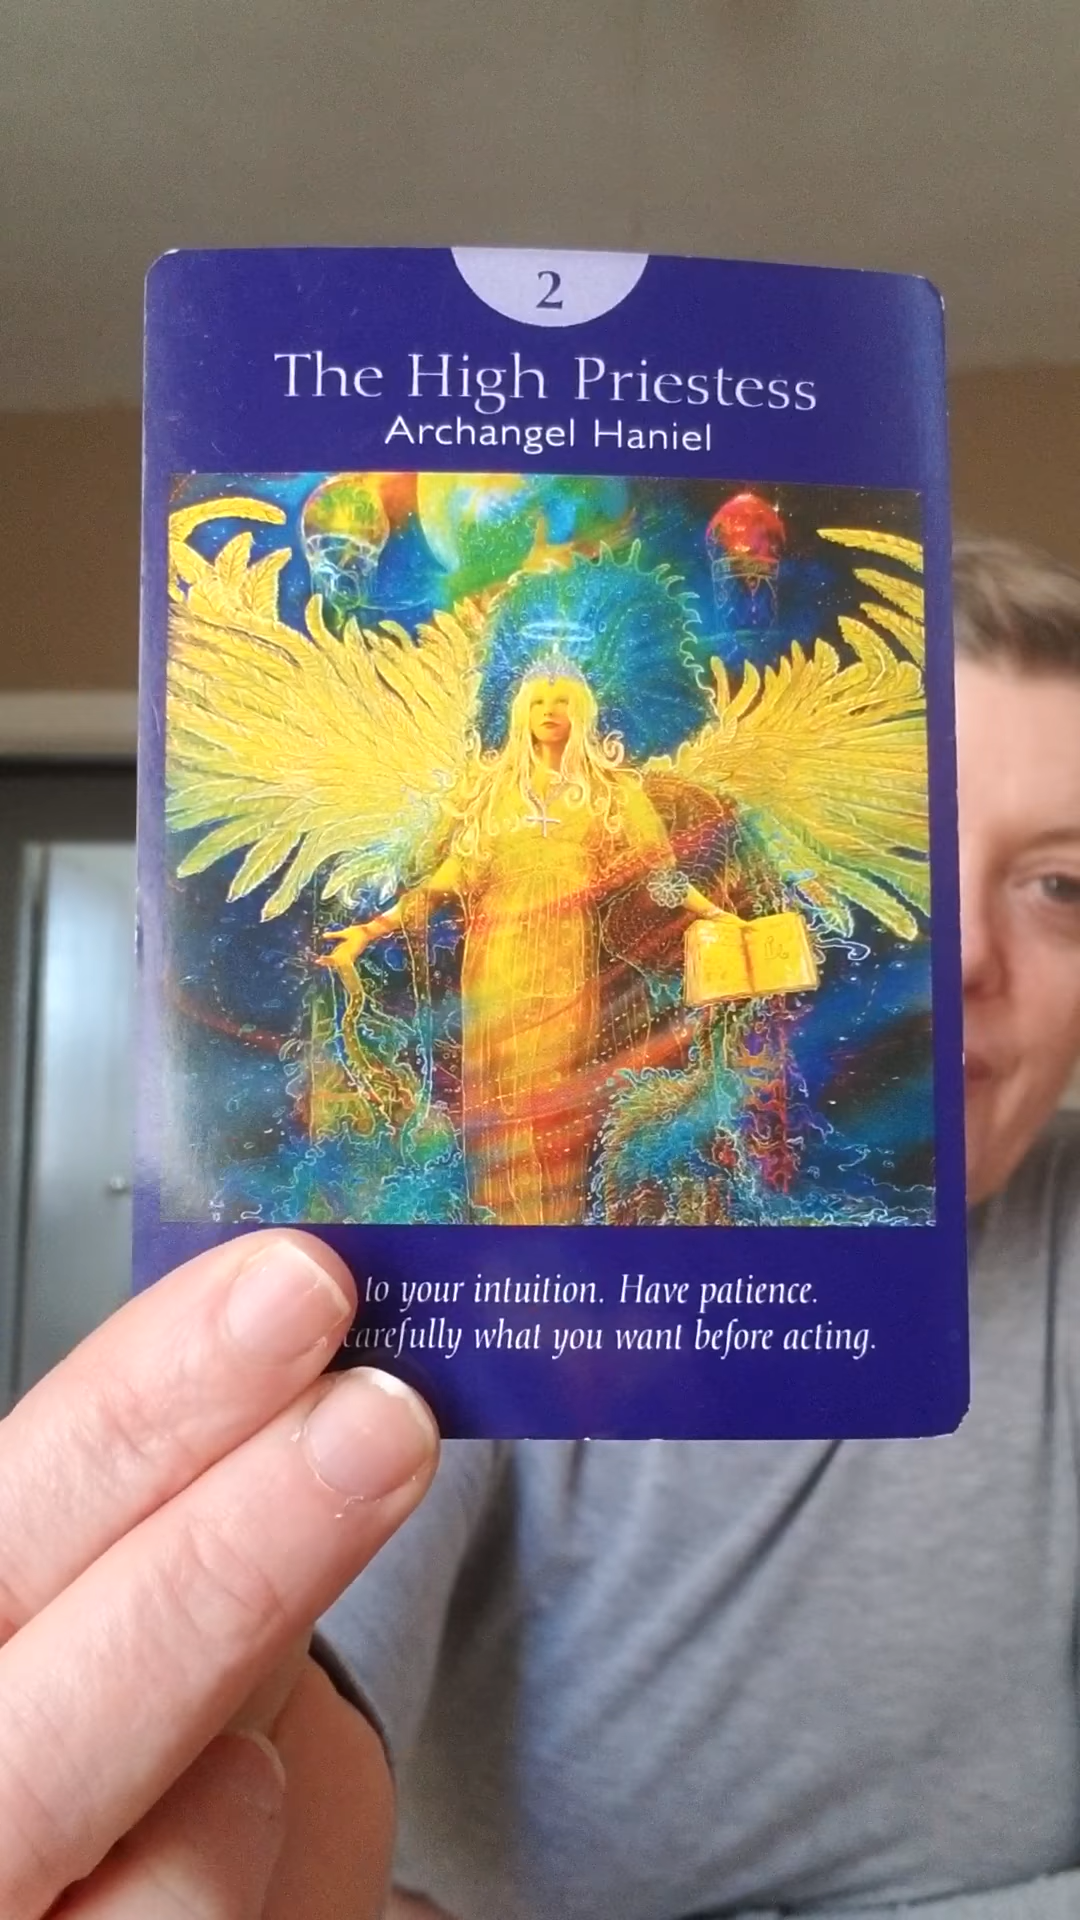 2
The High Priestess
Archangel Haniel
to your intuition. Have patience.
carefully what you want before acting.